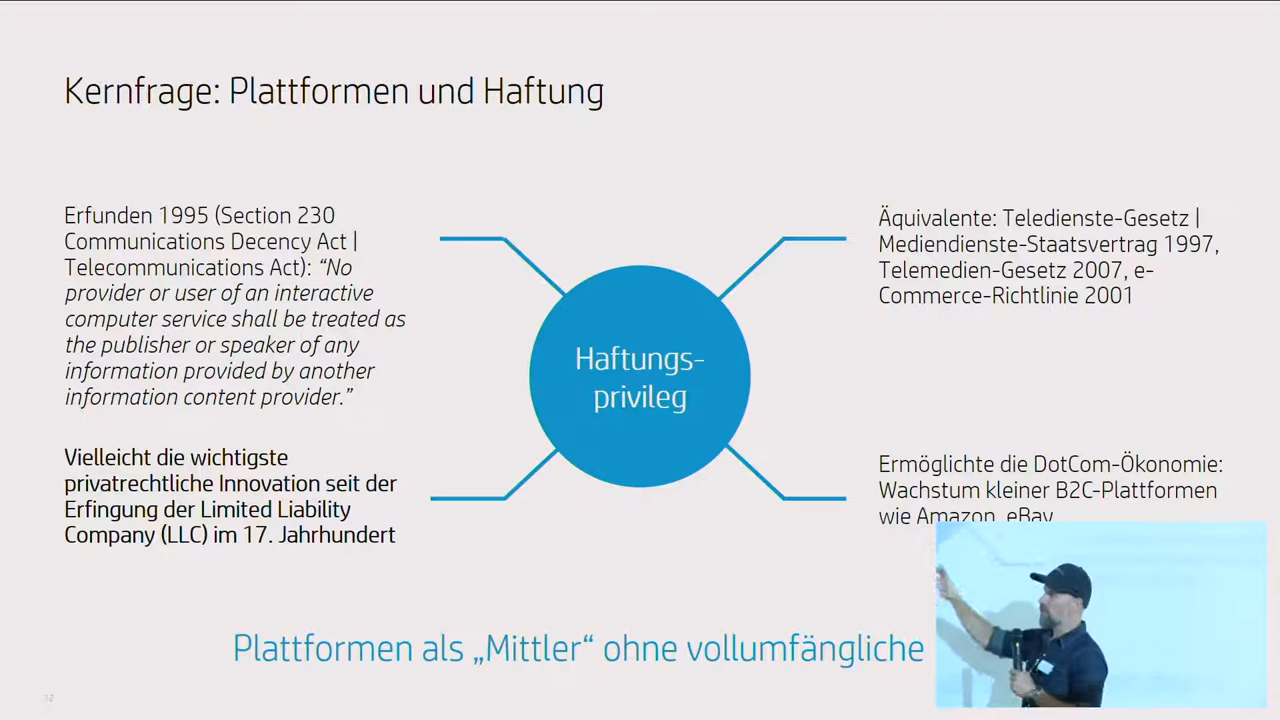 Kernfrage: Plattformen und Haftung
Erfunden 1995 (Section 230
Communications Decency Act |
Telecommunications Act): “No
provider or user of an interactive
computer service shall be treated as
the publisher or speaker of any
information provided by another
information content provider.”
Vielleicht die wichtigste
privatrechtliche Innovation seit der
Erfingung der Limited Liability
Company (LLC) im 17. Jahrhundert
Haftungs-
privileg
Äquivalente: Teledienste-Gesetz |
Mediendienste-Staatsvertrag 1997,
Telemedien-Gesetz 2007, e-
Commerce-Richtlinie 2001
Ermöglichte die DotCom-Ökonomie:
Wachstum kleiner B2C-Plattformen
wie Amazon, eBay
Plattformen als „Mittler“ ohne vollumfängliche
12